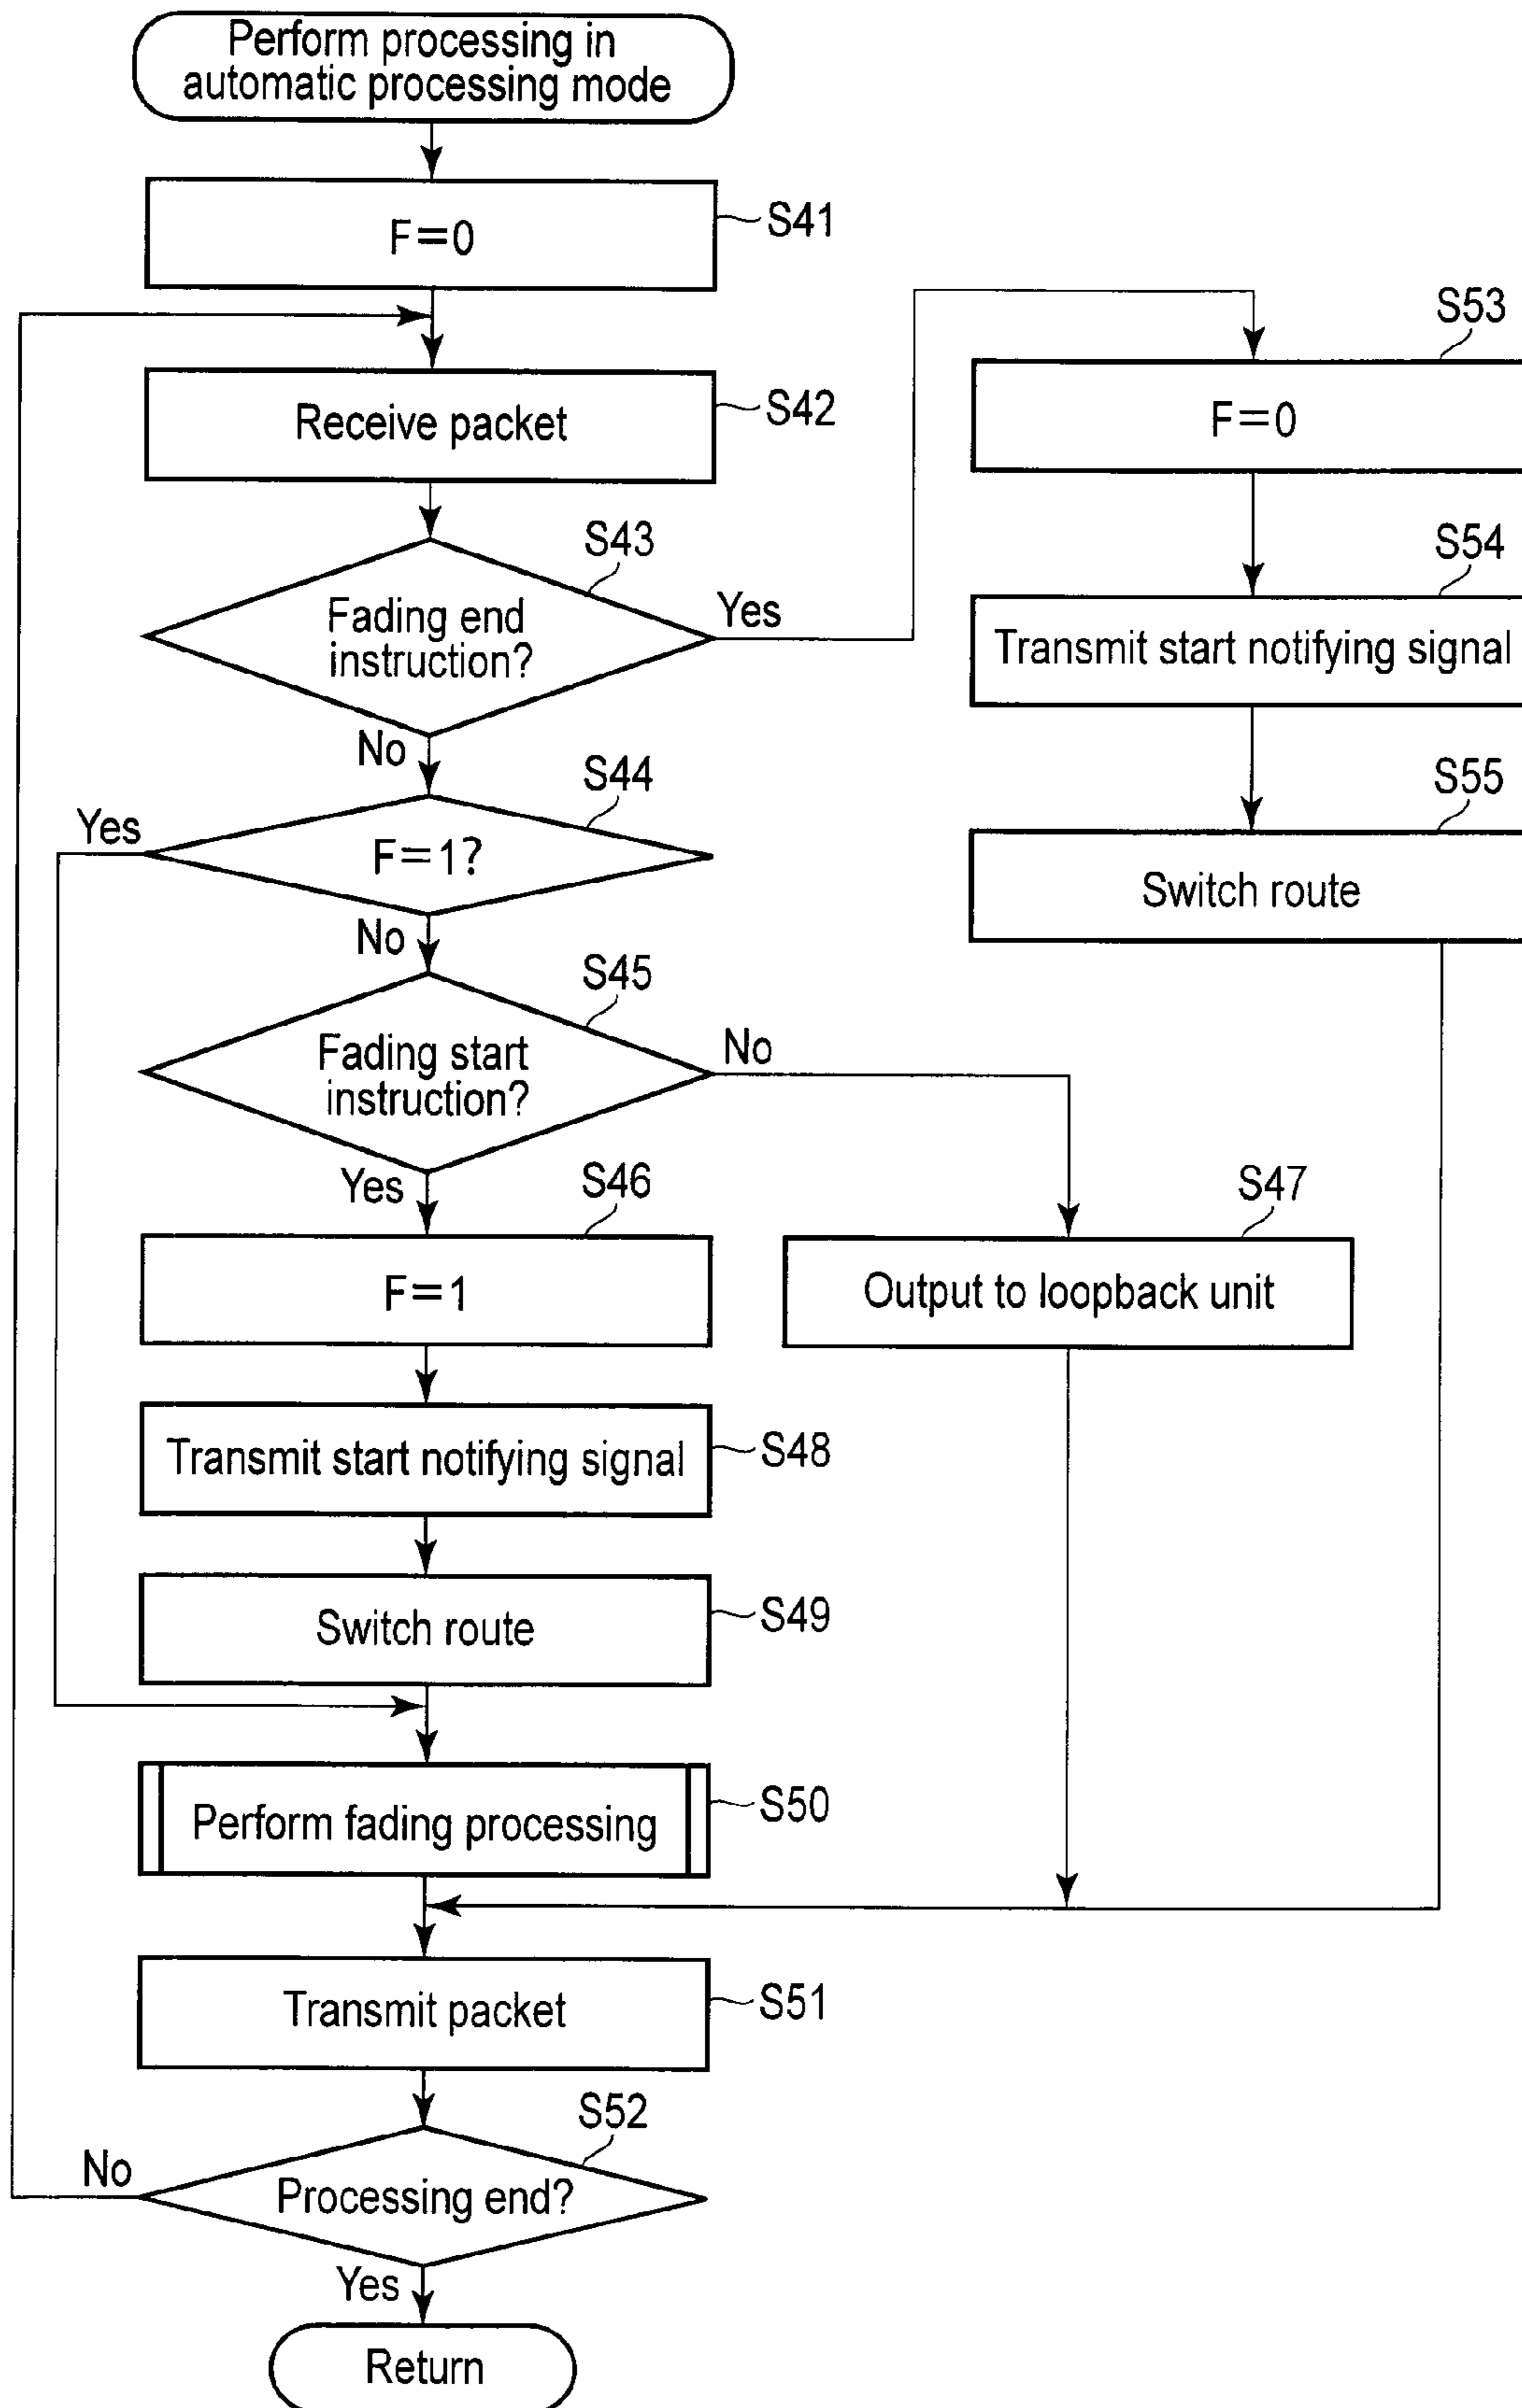 Perform processing in
automatic processing mode
F=0
S41
Receive packet
S42
S43
Fading end
instruction?
Yes
No
S44
F=1?
Yes
No
S45
Fading start
instruction?
No
Yes
S46
F=1
S47
Output to loopback unit
Transmit start notifying signal
S48
Switch route
S49
Perform fading processing
S50
Transmit packet
S51
S52
Processing end?
No
Yes
Return
S53
F=0
S54
Transmit start notifying signal
S55
Switch route